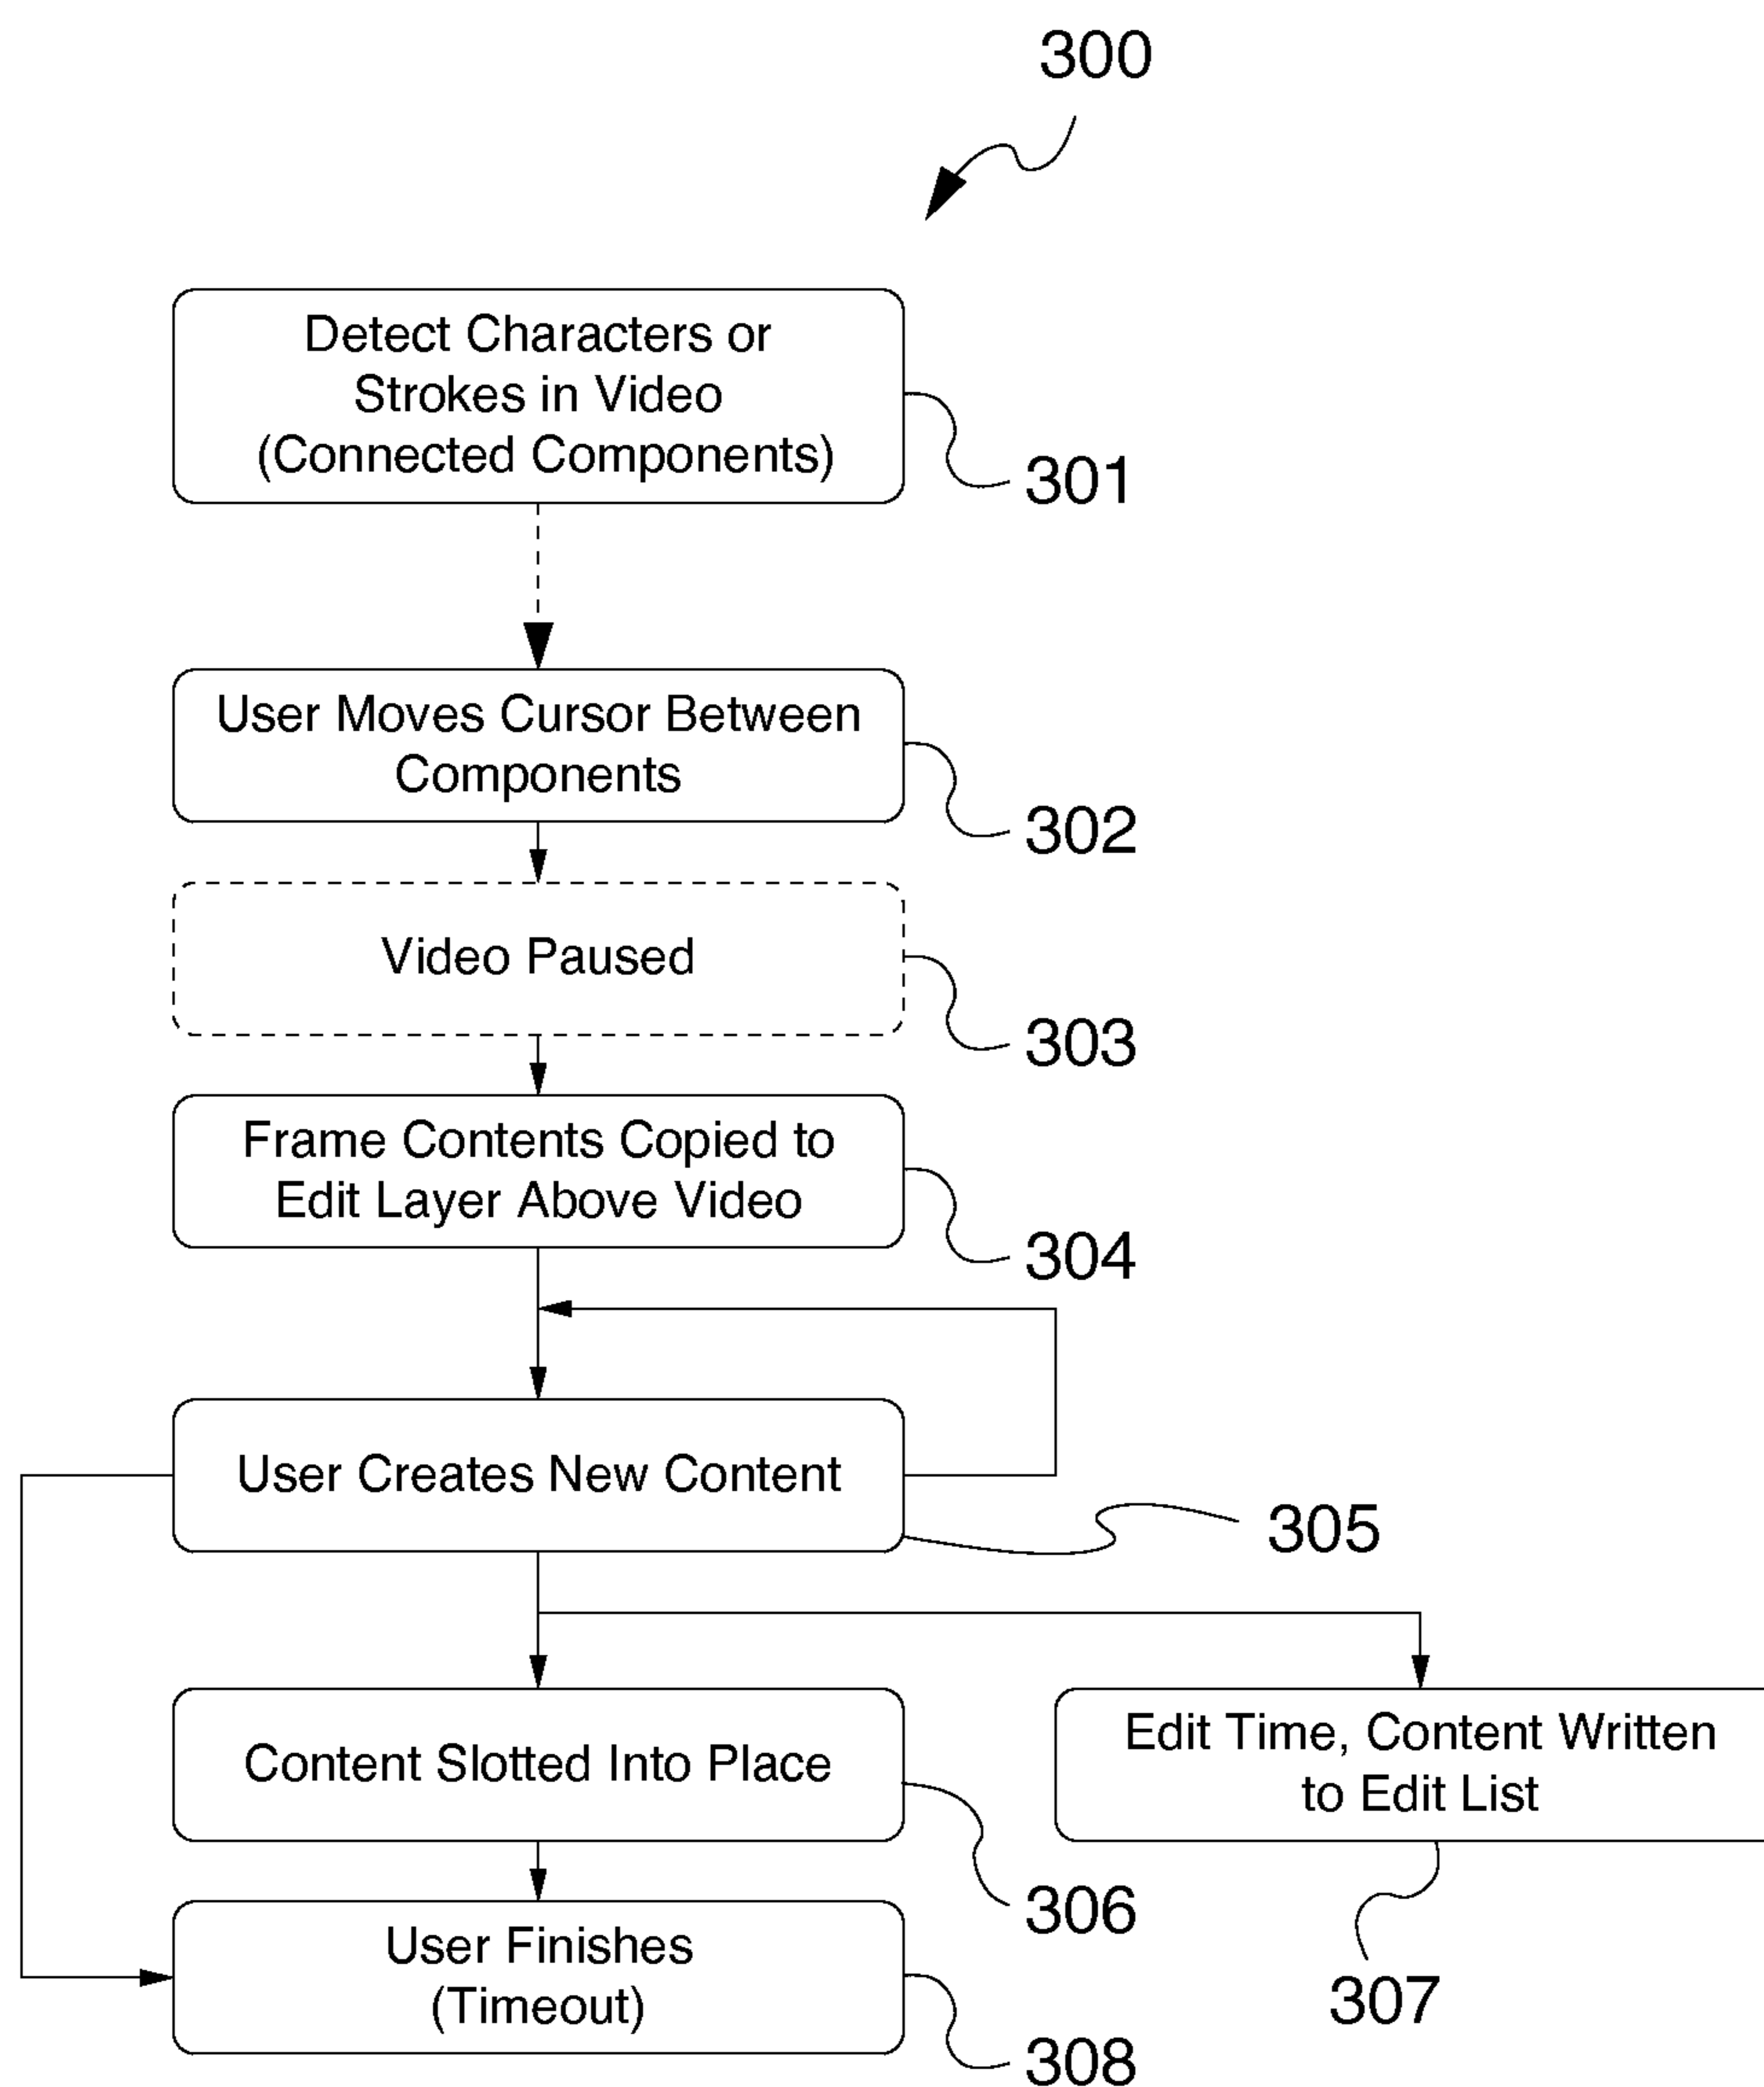 300
Detect Characters or
Strokes in Video
(Connected Components)
301
User Moves Cursor Between
Components
302
Video Paused
303
Frame Contents Copied to
Edit Layer Above Video
304
User Creates New Content
305
Content Slotted Into Place
306
Edit Time, Content Written
to Edit List
307
User Finishes
(Timeout)
308